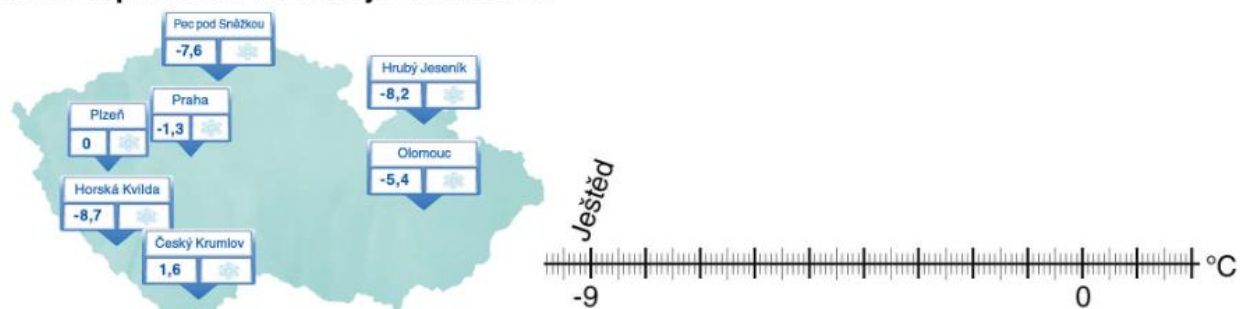 Pec pod Sněžkou
-7,6
Hrubý Jeseník
-8,2
Praha
-1,3
Plzeň
0
Olomouc
-5,4
Horská Kvilda
-8,7
Český Krumlov
1,6
Ještěd
°C
-9
0